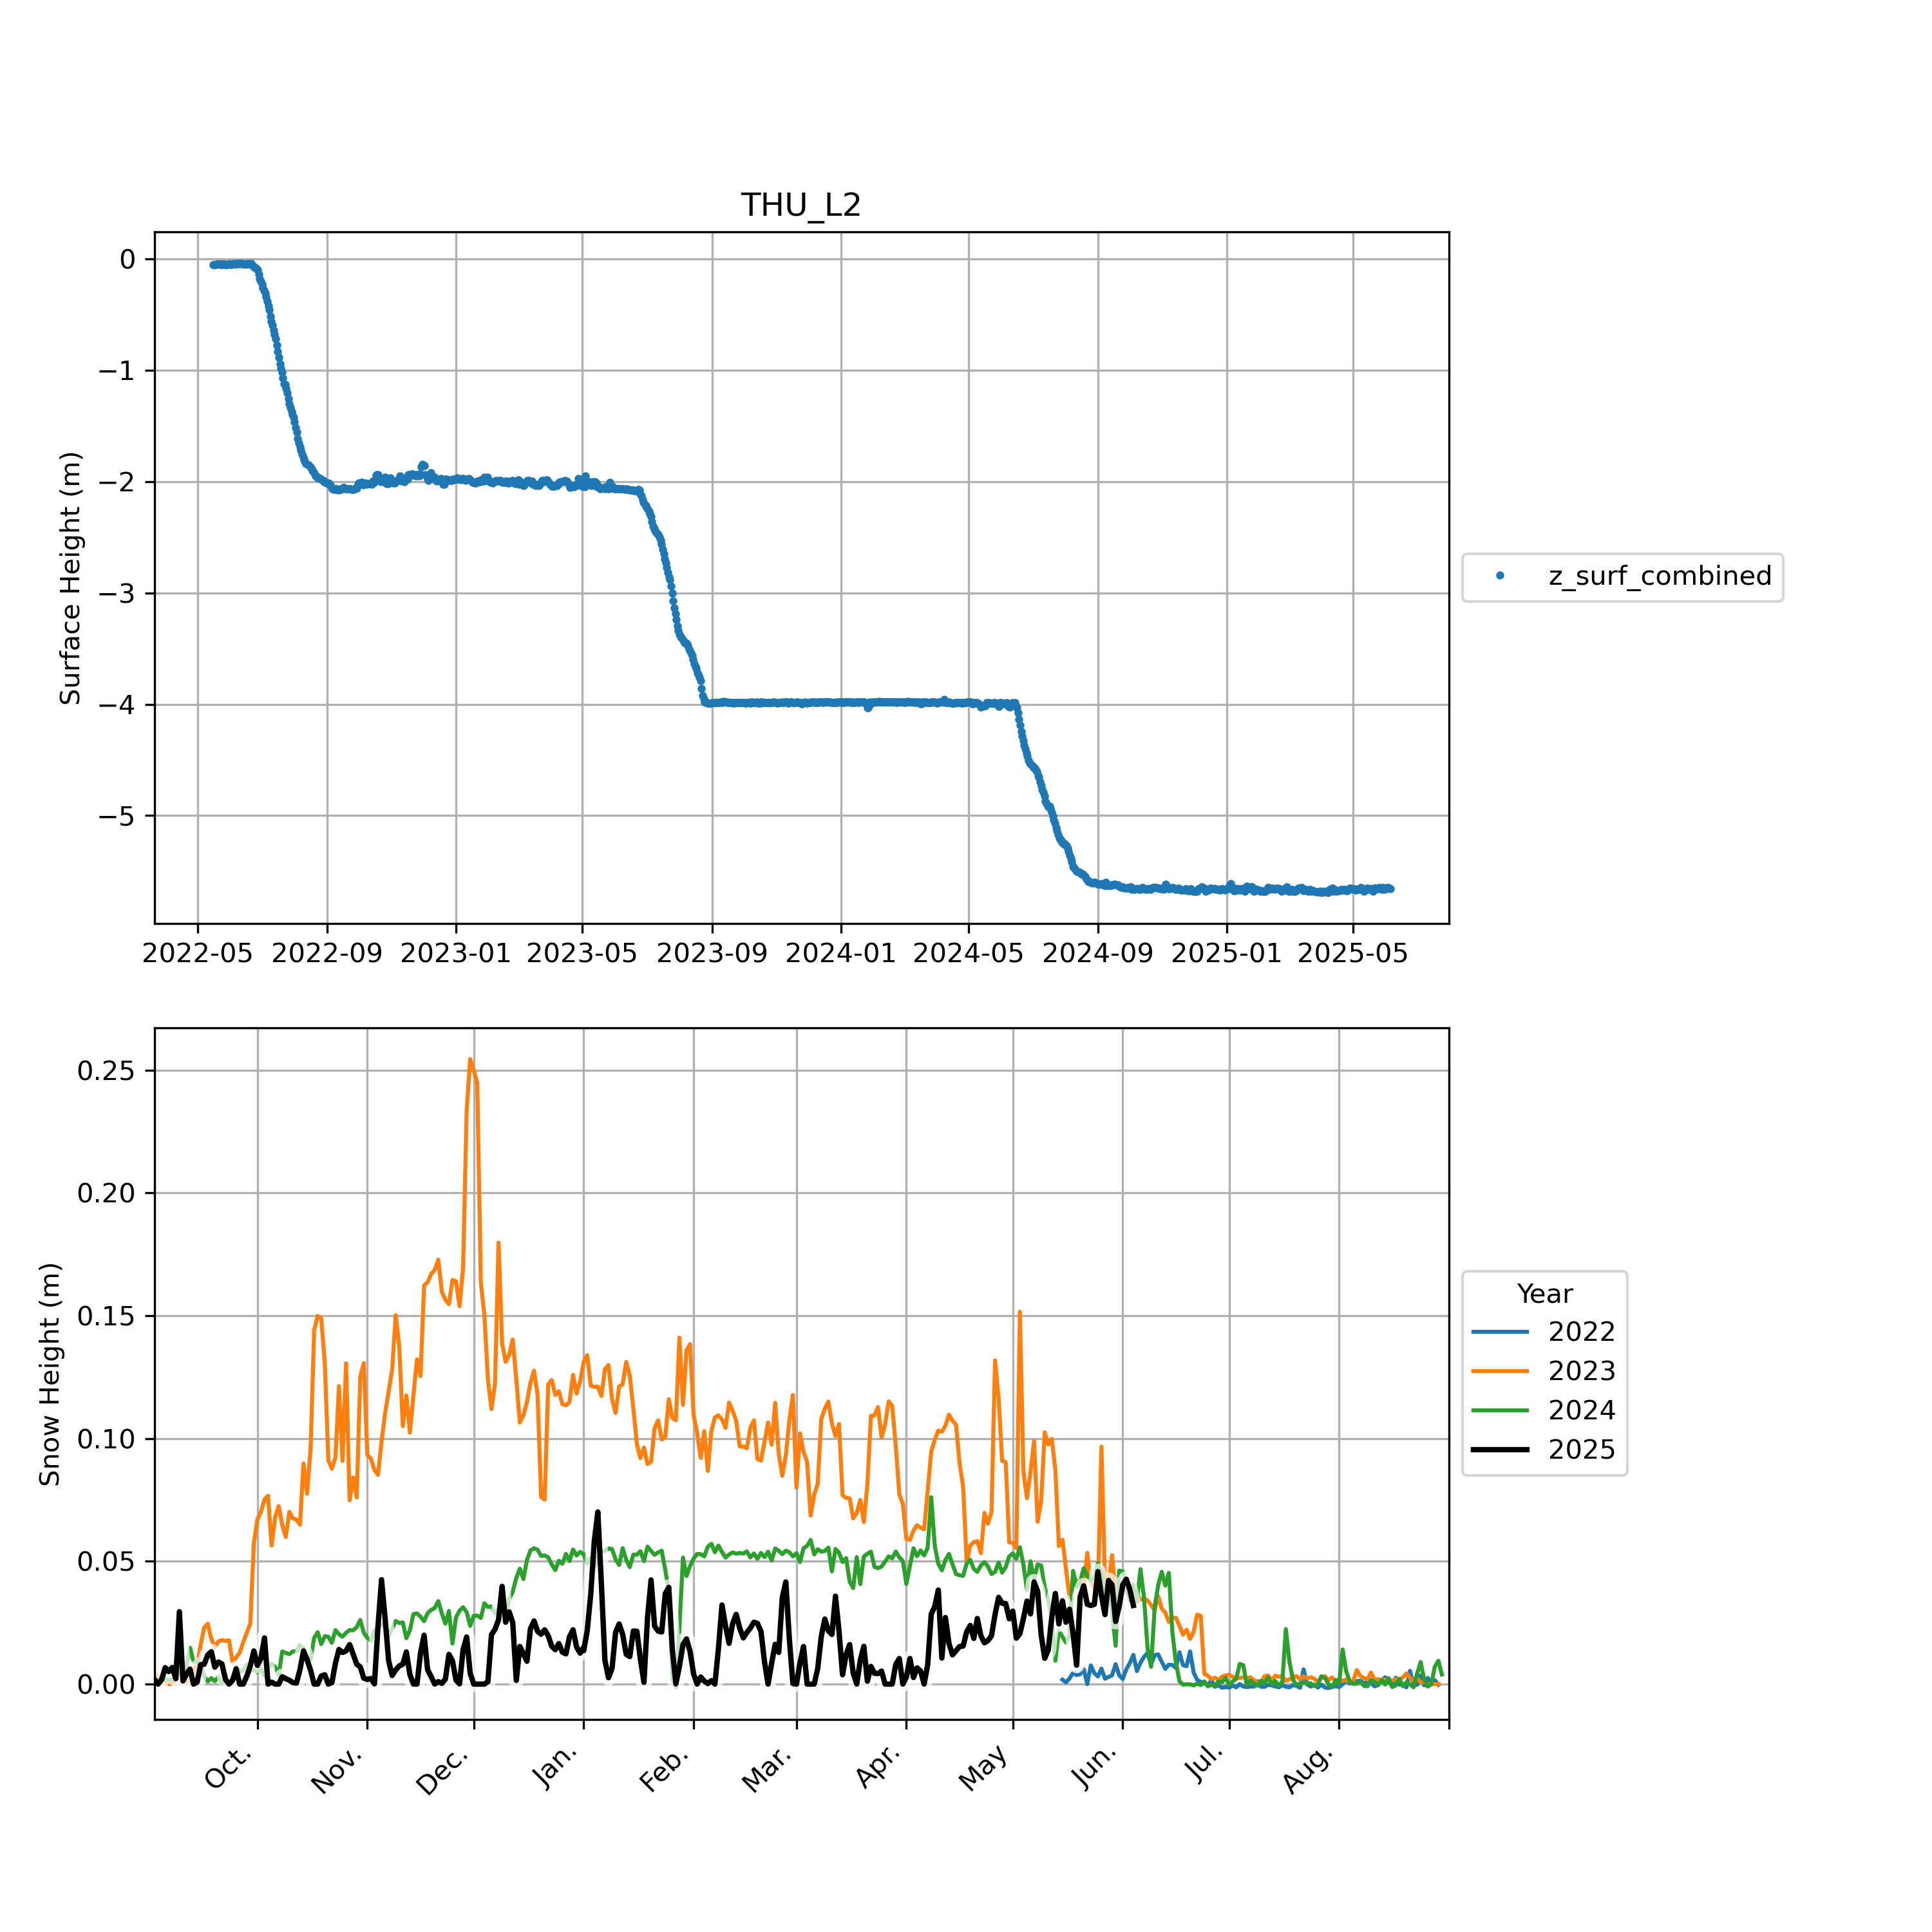 THU_L2
Surface Height (m)
0
−1
−2
−3
−4
−5
2022-05 2022-09 2023-01 2023-05 2023-09 2024-01 2024-05 2024-09 2025-01 2025-05
z_surf_combined
Snow Height (m)
0.25
0.20
0.15
0.10
0.05
0.00
Oct. Nov. Dec. Jan. Feb. Mar. Apr. May Jun. Jul. Aug.
Year
2022
2023
2024
2025